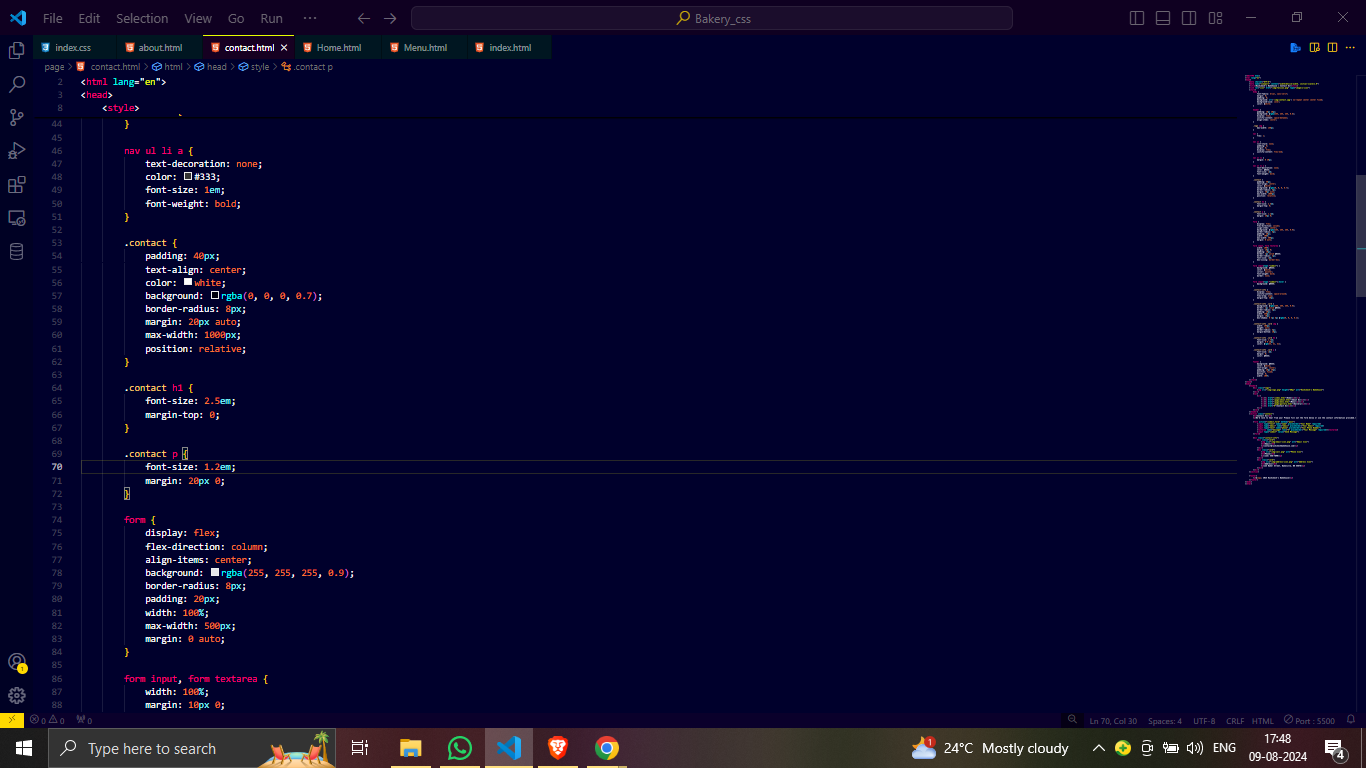 File Edit Selection View Go Run ··· Bakery_css
index.css about.html contact.html Home.html Menu.html index.html
page > contact.html > html > head > style > .contact p
2 <html lang="en">
3 <head>
8 <style>
44 }
45
46 nav ul li a {
47 text-decoration: none;
48 color: #333;
49 font-size: 1em;
50 font-weight: bold;
51 }
52
53 .contact {
54 padding: 40px;
55 text-align: center;
56 color: white;
57 background: rgba(0, 0, 0, 0.7);
58 border-radius: 8px;
59 margin: 20px auto;
60 max-width: 1000px;
61 position: relative;
62 }
63
64 .contact h1 {
65 font-size: 2.5em;
66 margin-top: 0;
67 }
68
69 .contact p {
70 font-size: 1.2em;
71 margin: 20px 0;
72 }
73
74 form {
75 display: flex;
76 flex-direction: column;
77 align-items: center;
78 background: rgba(255, 255, 255, 0.9);
79 border-radius: 8px;
80 padding: 20px;
81 width: 100%;
82 max-width: 500px;
83 margin: 0 auto;
84 }
85
86 form input, form textarea {
87 width: 100%;
88 margin: 10px 0;
1
0 0 0 Ln 70, Col 30 Spaces: 4 UTF-8 CRLF HTML Port : 5500
Type here to search 1 24°C Mostly cloudy ENG 17:48
09-08-2024 4